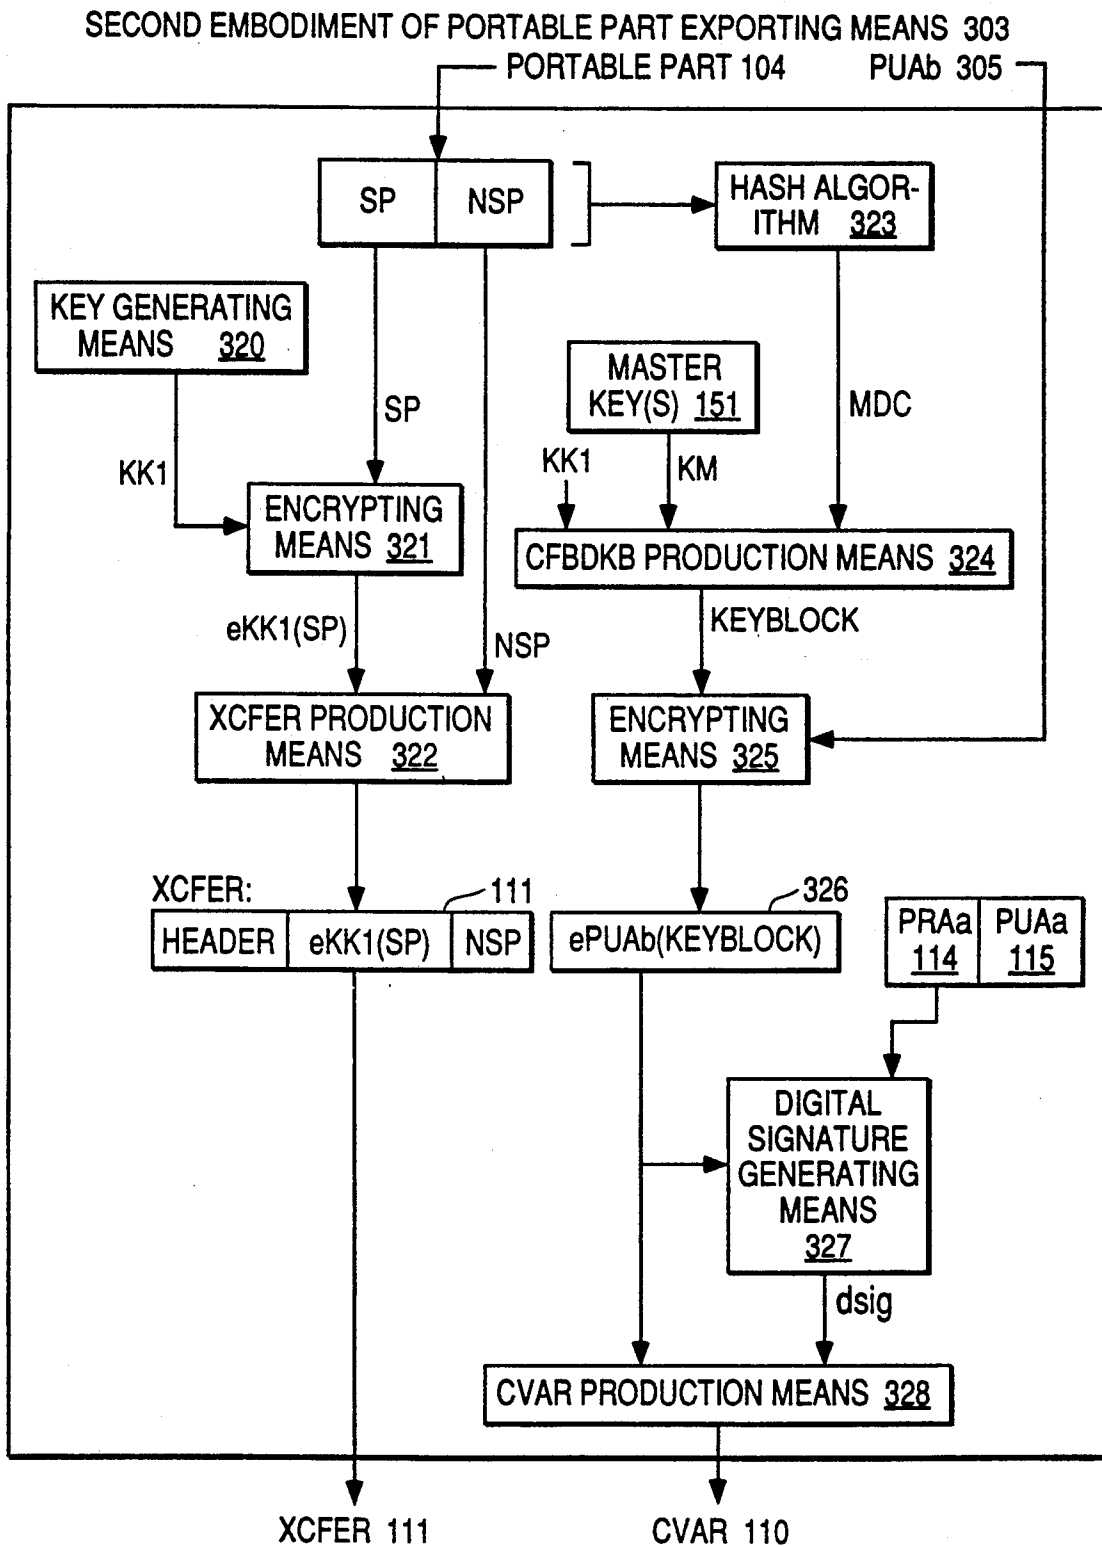 SECOND EMBODIMENT OF PORTABLE PART EXPORTING MEANS 303
PORTABLE PART 104
PUAb 305
SP
NSP
HASH ALGOR-
ITHM 323
KEY GENERATING
MEANS 320
MASTER
KEY(S) 151
SP
MDC
KK1
KK1
KM
ENCRYPTING
MEANS 321
CFBDKB PRODUCTION MEANS 324
eKK1(SP)
NSP
KEYBLOCK
XCFER PRODUCTION
MEANS 322
ENCRYPTING
MEANS 325
XCFER:
111
326
HEADER
eKK1(SP)
NSP
ePUAb(KEYBLOCK)
PRAa
114
PUAa
115
DIGITAL
SIGNATURE
GENERATING
MEANS
327
dsig
CVAR PRODUCTION MEANS 328
XCFER 111
CVAR 110